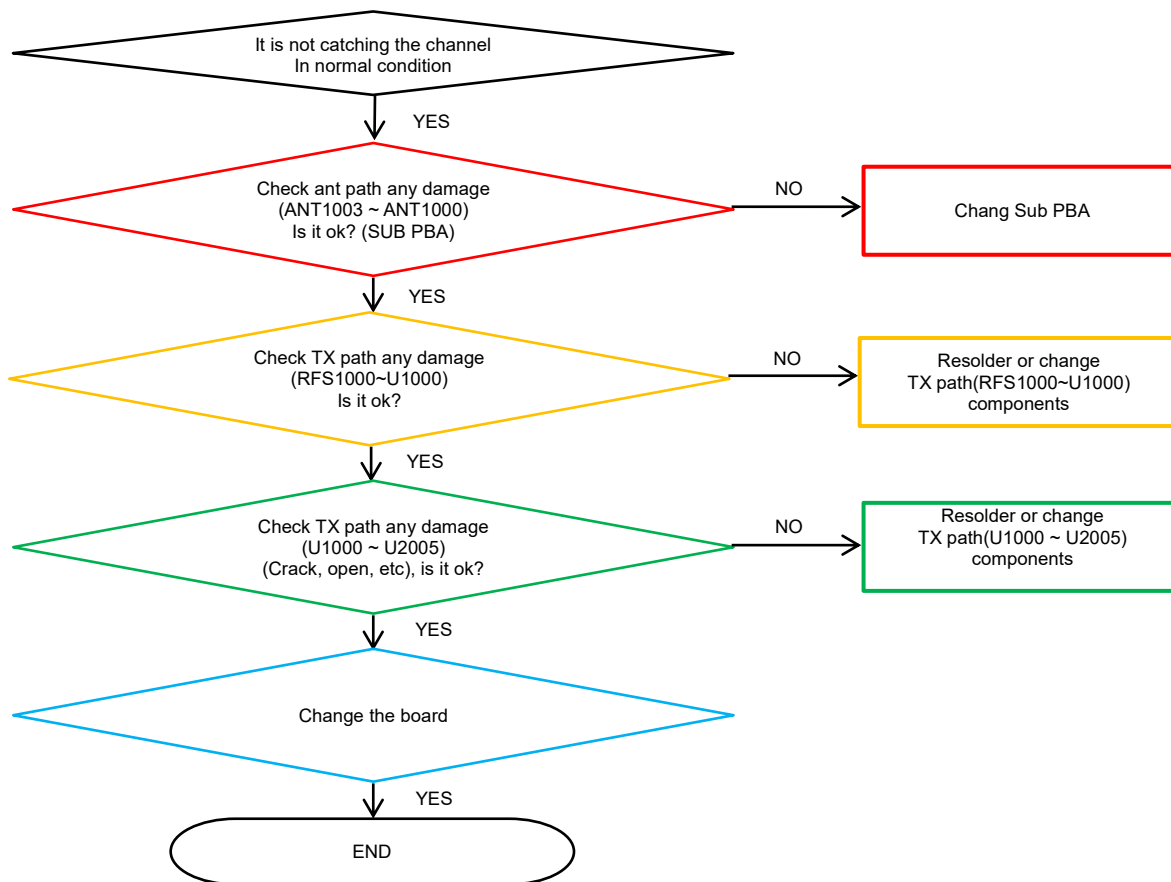 It is not catching the channel
In normal condition
YES
Check ant path any damage
(ANT1003 ~ ANT1000)
Is it ok? (SUB PBA)
NO
Chang Sub PBA
YES
Check TX path any damage
(RFS1000~U1000)
Is it ok?
NO
Resolder or change
TX path(RFS1000~U1000)
components
YES
Check TX path any damage
(U1000 ~ U2005)
(Crack, open, etc), is it ok?
NO
Resolder or change
TX path(U1000 ~ U2005)
components
YES
Change the board
YES
END